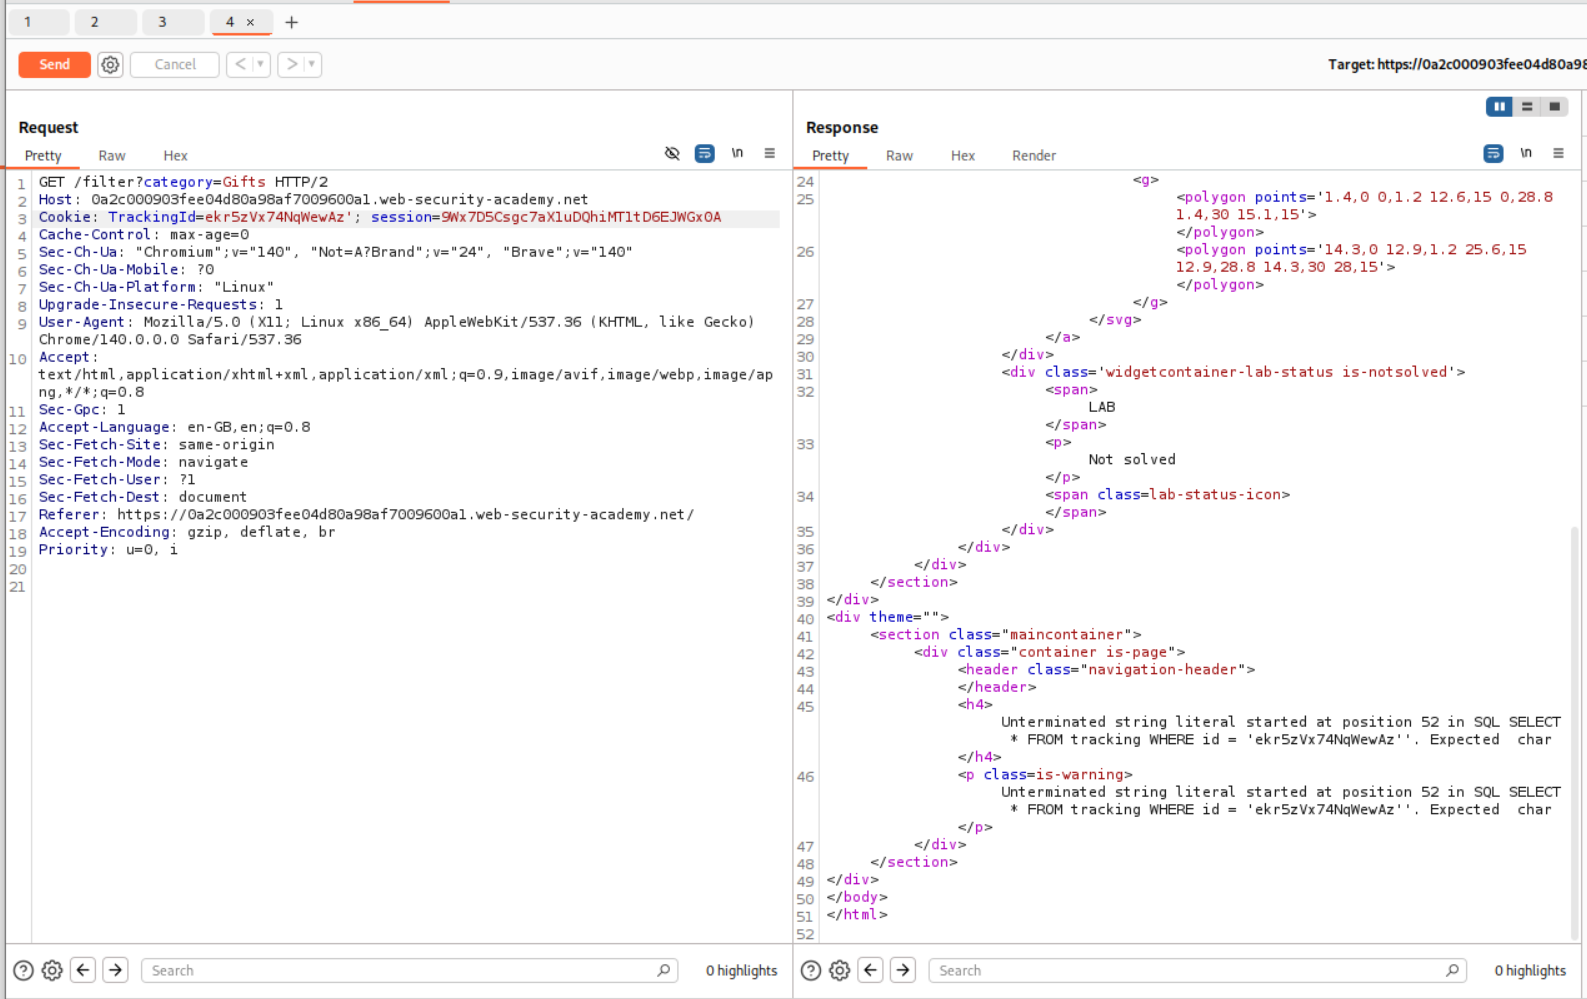 1 2 3 4 × +
Send Cancel < >
Target: https://0a2c000903fee04d80a98
Request
Pretty Raw Hex \n
1 GET /filter?category=Gifts HTTP/2
2 Host: 0a2c000903fee04d80a98af7009600a1.web-security-academy.net
3 Cookie: TrackingId=ekr5zVx74NqWewAz'; session=9Wx7D5Csgc7aX1uDQhiMT1tD6EJWGxOA
4 Cache-Control: max-age=0
5 Sec-Ch-Ua: "Chromium";v="140", "Not=A?Brand";v="24", "Brave";v="140"
6 Sec-Ch-Ua-Mobile: ?0
7 Sec-Ch-Ua-Platform: "Linux"
8 Upgrade-Insecure-Requests: 1
9 User-Agent: Mozilla/5.0 (X11; Linux x86_64) AppleWebKit/537.36 (KHTML, like Gecko)
Chrome/140.0.0.0 Safari/537.36
10 Accept:
text/html,application/xhtml+xml,application/xml;q=0.9,image/avif,image/webp,image/ap
ng,*/*;q=0.8
11 Sec-Gpc: 1
12 Accept-Language: en-GB,en;q=0.8
13 Sec-Fetch-Site: same-origin
14 Sec-Fetch-Mode: navigate
15 Sec-Fetch-User: ?1
16 Sec-Fetch-Dest: document
17 Referer: https://0a2c000903fee04d80a98af7009600a1.web-security-academy.net/
18 Accept-Encoding: gzip, deflate, br
19 Priority: u=0, i
20
21
Search 0 highlights
Response
Pretty Raw Hex Render \n
24 <g>
25 <polygon points='1.4,0 0,1.2 12.6,15 0,28.8
1.4,30 15.1,15'>
</polygon>
26 <polygon points='14.3,0 12.9,1.2 25.6,15
12.9,28.8 14.3,30 28,15'>
</polygon>
27 </g>
28 </svg>
29 </a>
30 </div>
31 <div class='widgetcontainer-lab-status is-notsolved'>
32 <span>
LAB
</span>
33 <p>
Not solved
</p>
34 <span class=lab-status-icon>
</span>
35 </div>
36 </div>
37 </div>
38 </section>
39 </div>
40 <div theme="">
41 <section class="maincontainer">
42 <div class="container is-page">
43 <header class="navigation-header">
44 </header>
45 <h4>
Unterminated string literal started at position 52 in SQL SELECT
* FROM tracking WHERE id = 'ekr5zVx74NqWewAz''. Expected  char
</h4>
46 <p class=is-warning>
Unterminated string literal started at position 52 in SQL SELECT
* FROM tracking WHERE id = 'ekr5zVx74NqWewAz''. Expected  char
</p>
47 </div>
48 </section>
49 </div>
50 </body>
51 </html>
52
Search 0 highlights